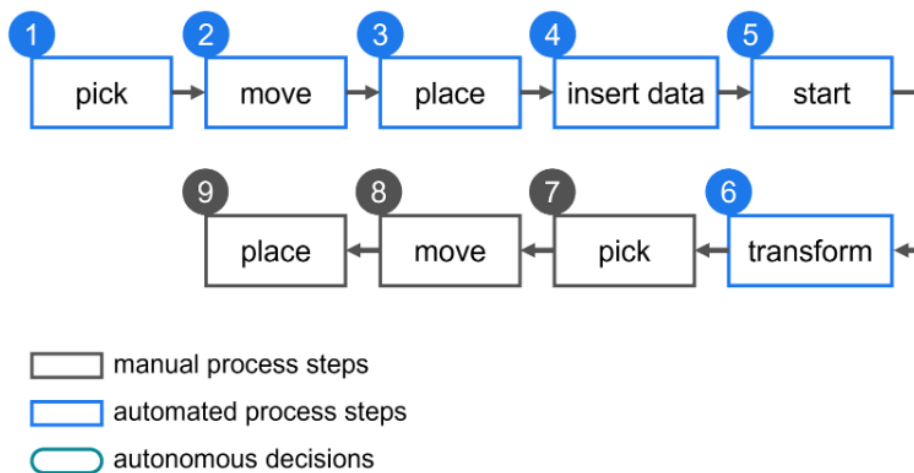 1 2 3 4 5
pick move place insert data start
9 8 7 6
place move pick transform
manual process steps
automated process steps
autonomous decisions